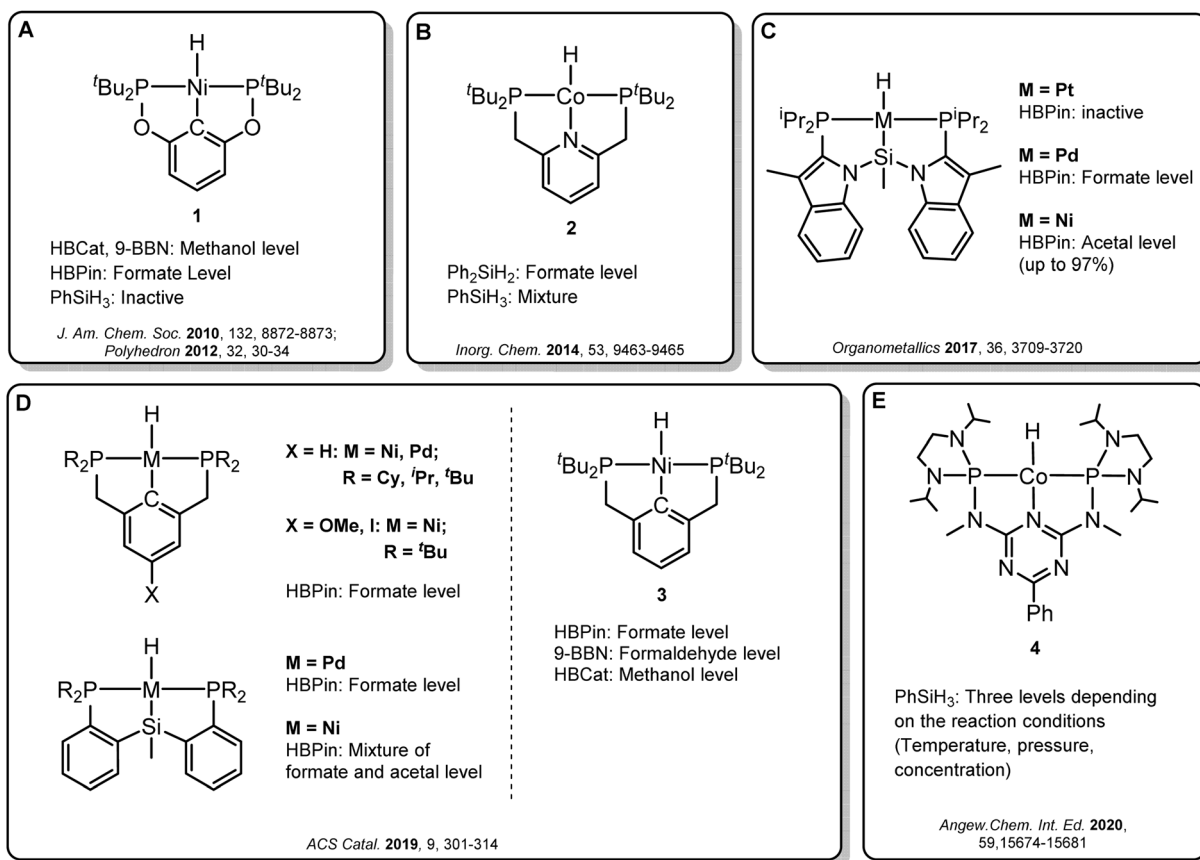 A
H
ᵗBu₂P Ni PᵗBu₂
C
O O
1
HBCat, 9-BBN: Methanol level
HBPin: Formate Level
PhSiH₃: Inactive
J. Am. Chem. Soc. 2010, 132, 8872-8873;
Polyhedron 2012, 32, 30-34
B
H
ᵗBu₂P Co PᵗBu₂
N
2
Ph₂SiH₂: Formate level
PhSiH₃: Mixture
Inorg. Chem. 2014, 53, 9463-9465
C
H
ⁱPr₂P M PⁱPr₂
Si
N N
M = Pt
HBPin: inactive
M = Pd
HBPin: Formate level
M = Ni
HBPin: Acetal level
(up to 97%)
Organometallics 2017, 36, 3709-3720
D
H
R₂P M PR₂
C
X
X = H: M = Ni, Pd;
R = Cy, ⁱPr, ᵗBu
X = OMe, I: M = Ni;
R = ᵗBu
HBPin: Formate level
H
R₂P M PR₂
Si
M = Pd
HBPin: Formate level
M = Ni
HBPin: Mixture of
formate and acetal level
H
ᵗBu₂P Ni PᵗBu₂
C
3
HBPin: Formate level
9-BBN: Formaldehyde level
HBCat: Methanol level
ACS Catal. 2019, 9, 301-314
E
H
N N
N P Co P N
N N N
N N
Ph
4
PhSiH₃: Three levels depending
on the reaction conditions
(Temperature, pressure,
concentration)
Angew.Chem. Int. Ed. 2020,
59,15674-15681